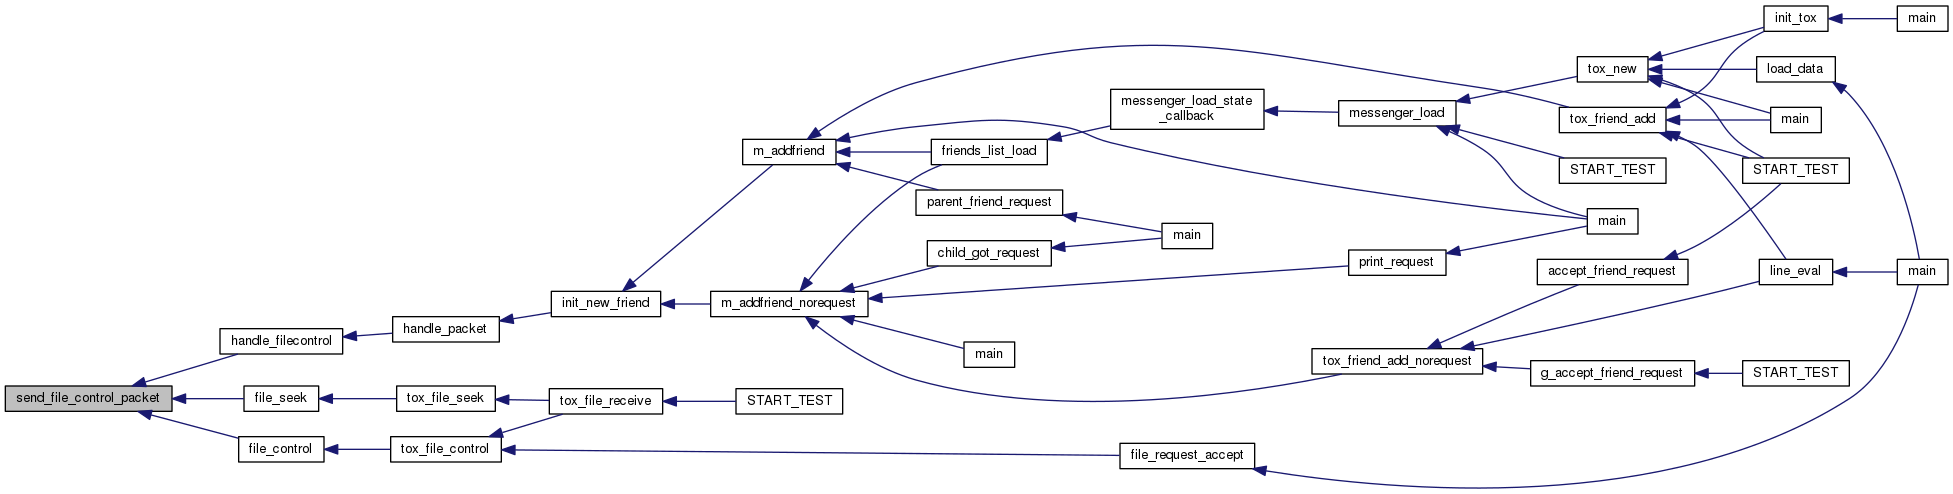 init_tox
main
tox_new
load_data
messenger_load_state
_callback
messenger_load
tox_friend_add
main
m_addfriend
friends_list_load
START_TEST
START_TEST
parent_friend_request
main
main
child_got_request
print_request
accept_friend_request
line_eval
main
init_new_friend
m_addfriend_norequest
handle_packet
handle_filecontrol
main
tox_friend_add_norequest
g_accept_friend_request
START_TEST
send_file_control_packet
file_seek
tox_file_seek
tox_file_receive
START_TEST
file_control
tox_file_control
file_request_accept